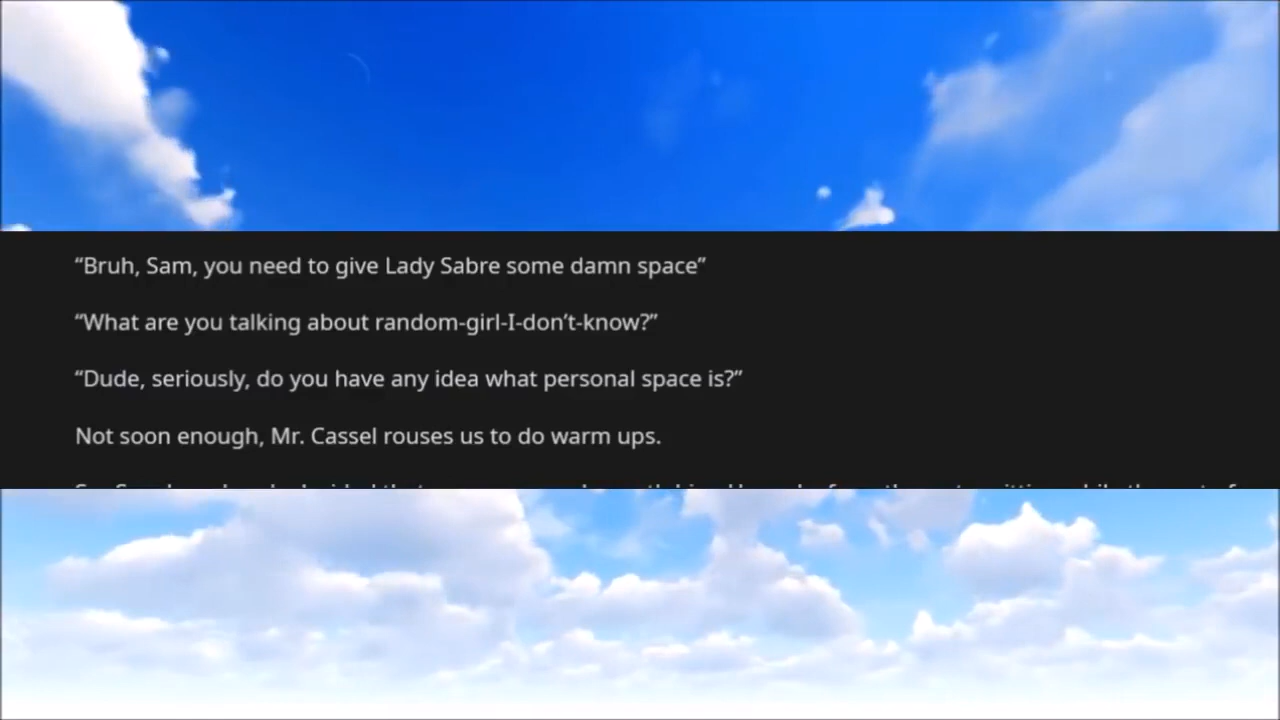 “Bruh, Sam, you need to give Lady Sabre some damn space”
“What are you talking about random-girl-I-don’t-know?”
“Dude, seriously, do you have any idea what personal space is?”
Not soon enough, Mr. Cassel rouses us to do warm ups.